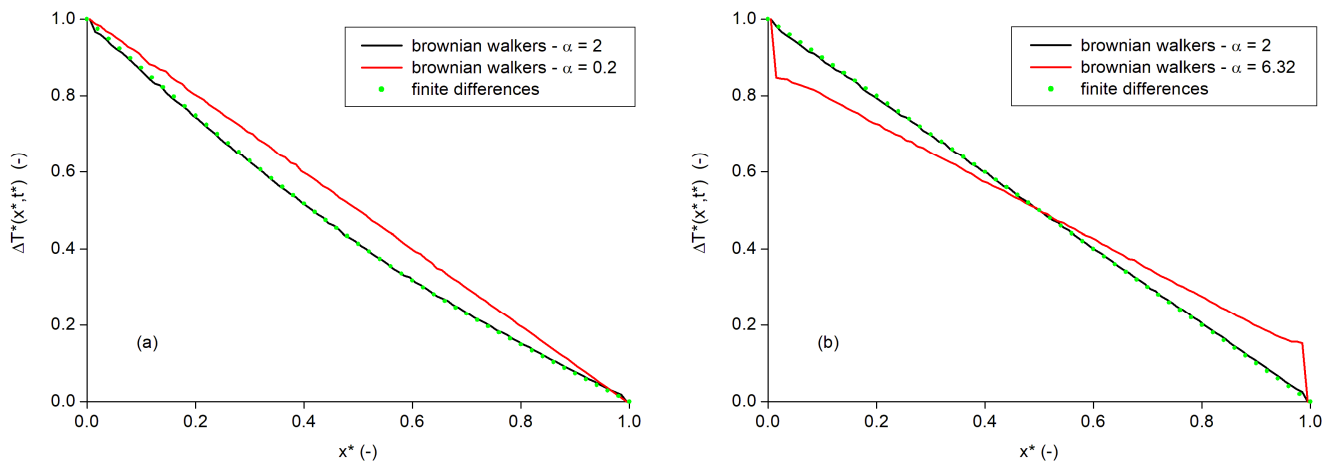 1.0
0.8
0.6
0.4
0.2
0.0
ΔT*(x*,t*) (-)
brownian walkers - α = 2
brownian walkers - α = 0.2
finite differences
(a)
0.0 0.2 0.4 0.6 0.8 1.0
x* (-)
1.0
0.8
0.6
0.4
0.2
0.0
ΔT*(x*,t*) (-)
brownian walkers - α = 2
brownian walkers - α = 6.32
finite differences
(b)
0.0 0.2 0.4 0.6 0.8 1.0
x* (-)